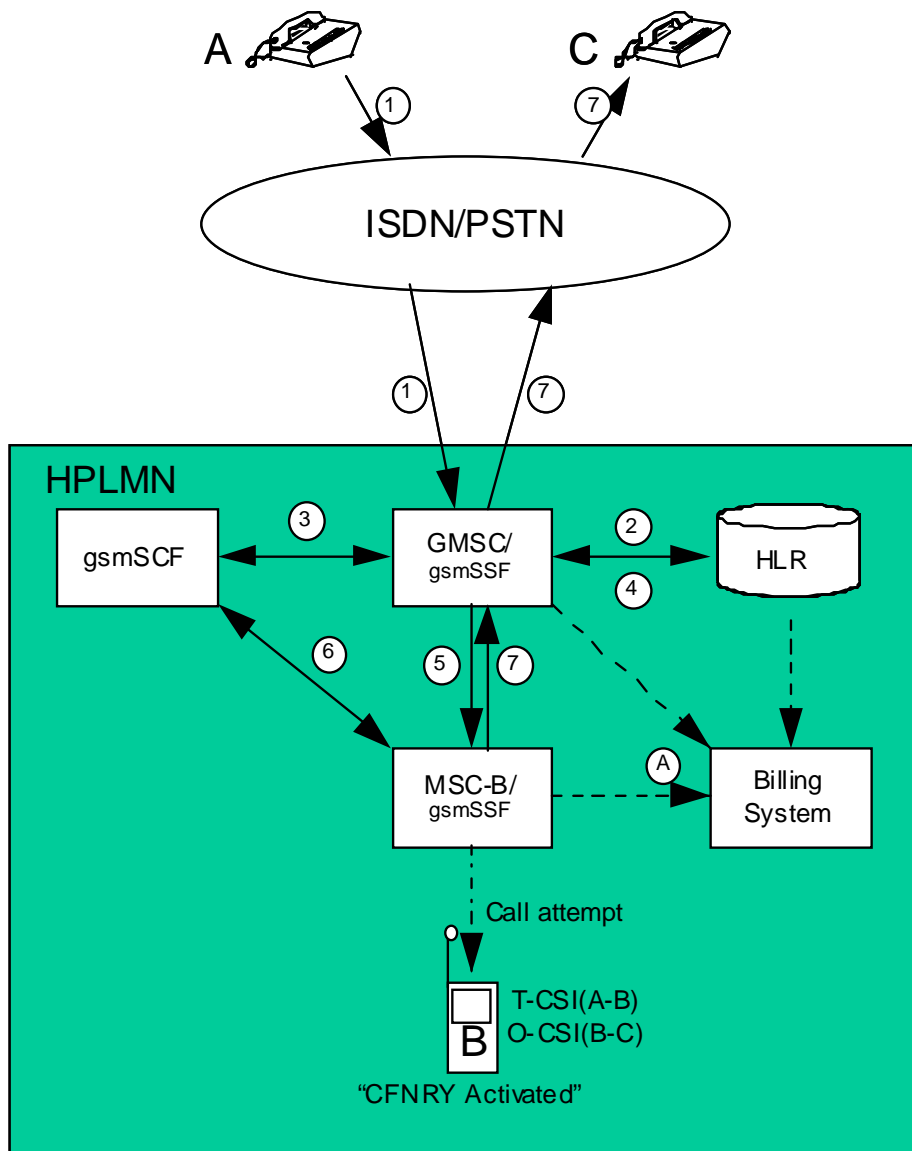 A
C
1
7
ISDN/PSTN
1
7
HPLMN
gsmSCF
3
GMSC/
gsmSSF
2
4
HLR
6
5
7
MSC-B/
gsmSSF
A
Billing
System
Call attempt
B
T-CSI(A-B)
O-CSI(B-C)
“CFNRY Activated”